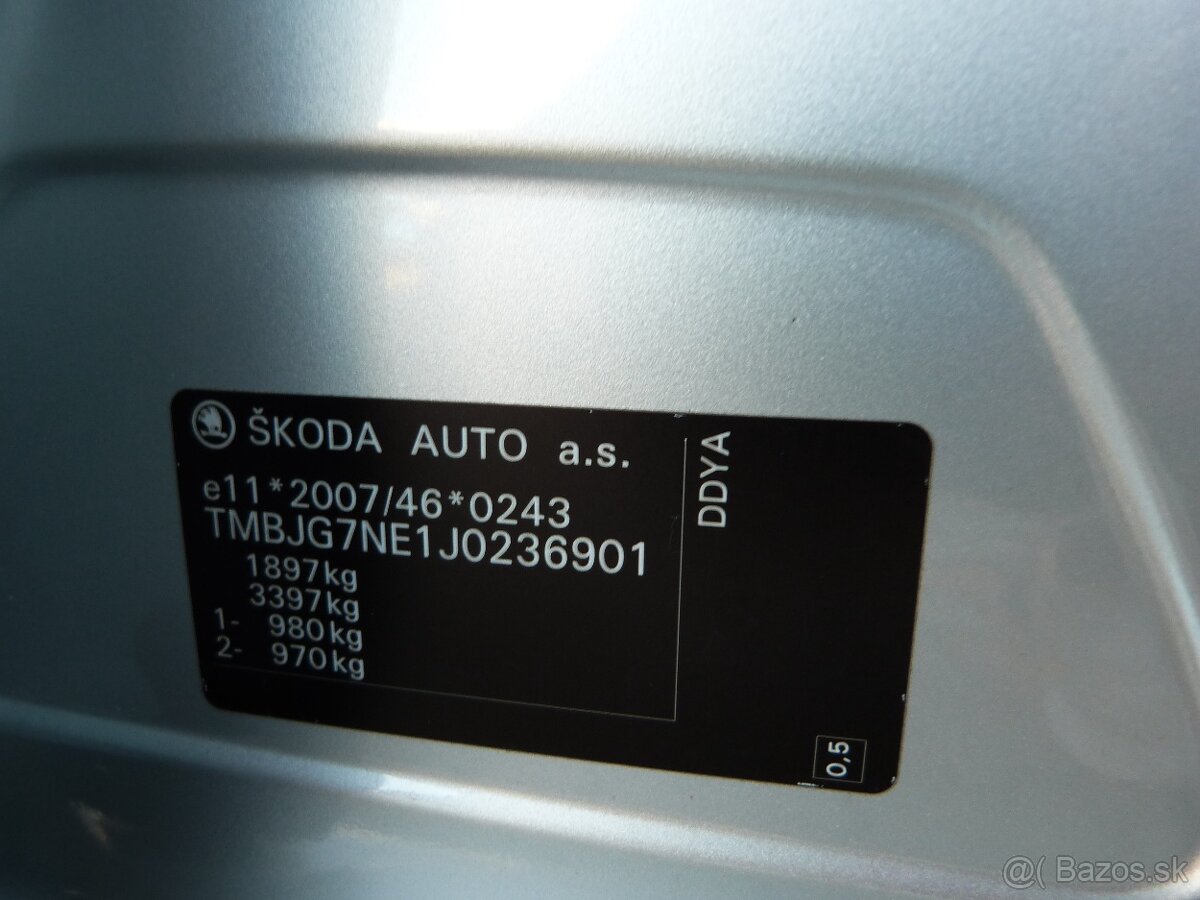 ŠKODA AUTO a.s.
e11*2007/46*0243
TMBJG7NE1J0236901
1897kg
3397kg
1- 980kg
2- 970kg
DDYA
0,5
@( Bazos.sk